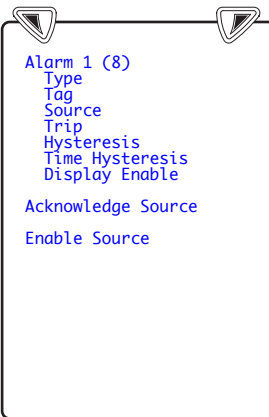 Alarm 1 (8)
Type
Tag
Source
Trip
Hysteresis
Time Hysteresis
Display Enable
Acknowledge Source
Enable Source